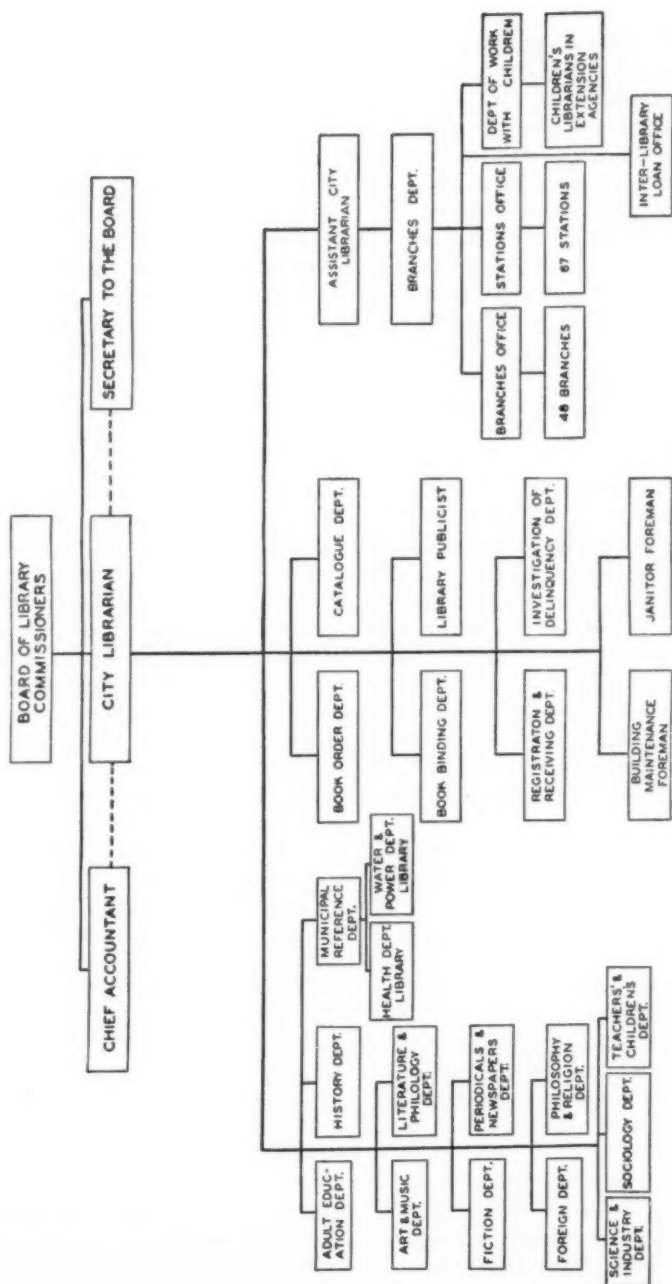 BOARD OF LIBRARY
COMMISSIONERS
CHIEF ACCOUNTANT
CITY LIBRARIAN
SECRETARY TO THE BOARD
ADULT EDUC-
ATION DEPT.
HISTORY DEPT.
MUNICIPAL
REFERENCE
DEPT.
HEALTH DEPT.
LIBRARY
WATER &
POWER DEPT.
LIBRARY
ART & MUSIC
DEPT.
LITERATURE &
PHILOLOGY
DEPT.
FICTION DEPT.
PERIODICALS &
NEWSPAPERS
DEPT.
FOREIGN DEPT.
PHILOSOPHY
& RELIGION
DEPT.
SCIENCE &
INDUSTRY
DEPT.
SOCIOLOGY DEPT.
TEACHERS' &
CHILDREN'S
DEPT.
BOOK ORDER DEPT.
CATALOGUE DEPT.
BOOK BINDING DEPT.
LIBRARY PUBLICIST
REGISTRATON &
RECEIVING DEPT.
INVESTIGATION OF
DELINQUENCY DEPT.
BUILDING
MAINTENANCE
FOREMAN
JANITOR FOREMAN
ASSISTANT CITY
LIBRARIAN
BRANCHES DEPT.
BRANCHES OFFICE
STATIONS OFFICE
DEPT OF WORK
WITH CHILDREN
48 BRANCHES
67 STATIONS
CHILDREN'S
LIBRARIANS IN
EXTENSION
AGENCIES
INTER-LIBRARY
LOAN OFFICE